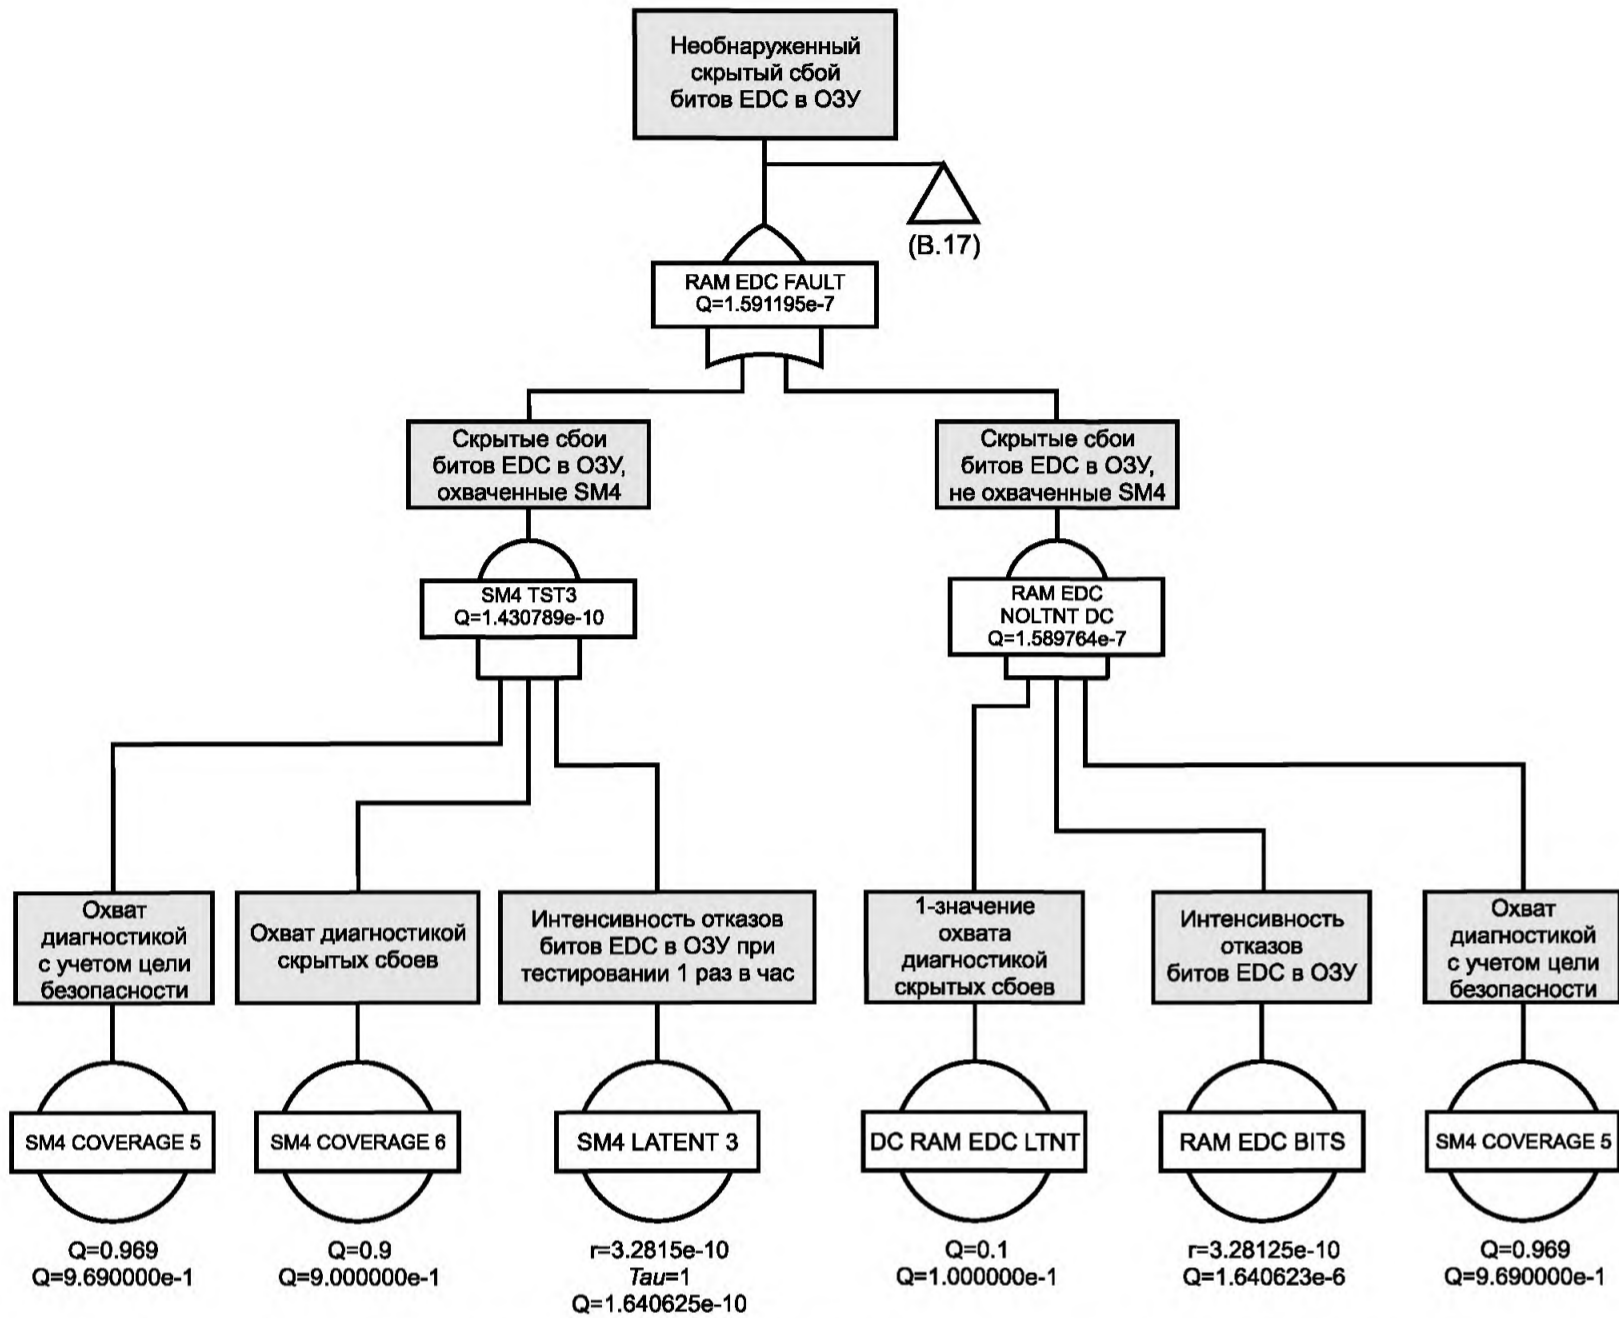 Необнаруженный
скрытый сбой
битов EDC в ОЗУ
(B.17)
RAM EDC FAULT
Q=1.591195e-7
Скрытые сбои
битов EDC в ОЗУ,
охваченные SM4
Скрытые сбои
битов EDC в ОЗУ,
не охваченные SM4
SM4 TST3
Q=1.430789e-10
RAM EDC
NOLTNT DC
Q=1.589764e-7
Охват
диагностикой
с учетом цели
безопасности
Охват диагностикой
скрытых сбоев
Интенсивность отказов
битов EDC в ОЗУ при
тестировании 1 раз в час
1-значение
охвата
диагностикой
скрытых сбоев
Интенсивность
отказов
битов EDC в ОЗУ
Охват
диагностикой
с учетом цели
безопасности
SM4 COVERAGE 5
SM4 COVERAGE 6
SM4 LATENT 3
DC RAM EDC LTNT
RAM EDC BITS
SM4 COVERAGE 5
Q=0.969
Q=9.690000e-1
Q=0.9
Q=9.000000e-1
r=3.2815e-10
Tau=1
Q=1.640625e-10
Q=0.1
Q=1.000000e-1
r=3.28125e-10
Q=1.640623e-6
Q=0.969
Q=9.690000e-1